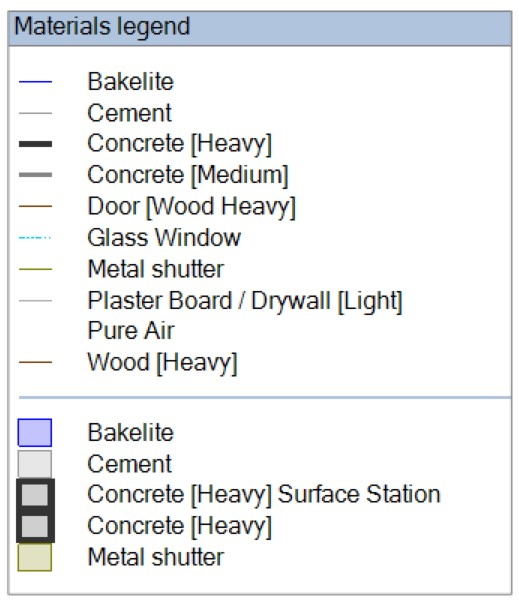 Materials legend
Bakelite
Cement
Concrete [Heavy]
Concrete [Medium]
Door [Wood Heavy]
Glass Window
Metal shutter
Plaster Board / Drywall [Light]
Pure Air
Wood [Heavy]
Bakelite
Cement
Concrete [Heavy] Surface Station
Concrete [Heavy]
Metal shutter